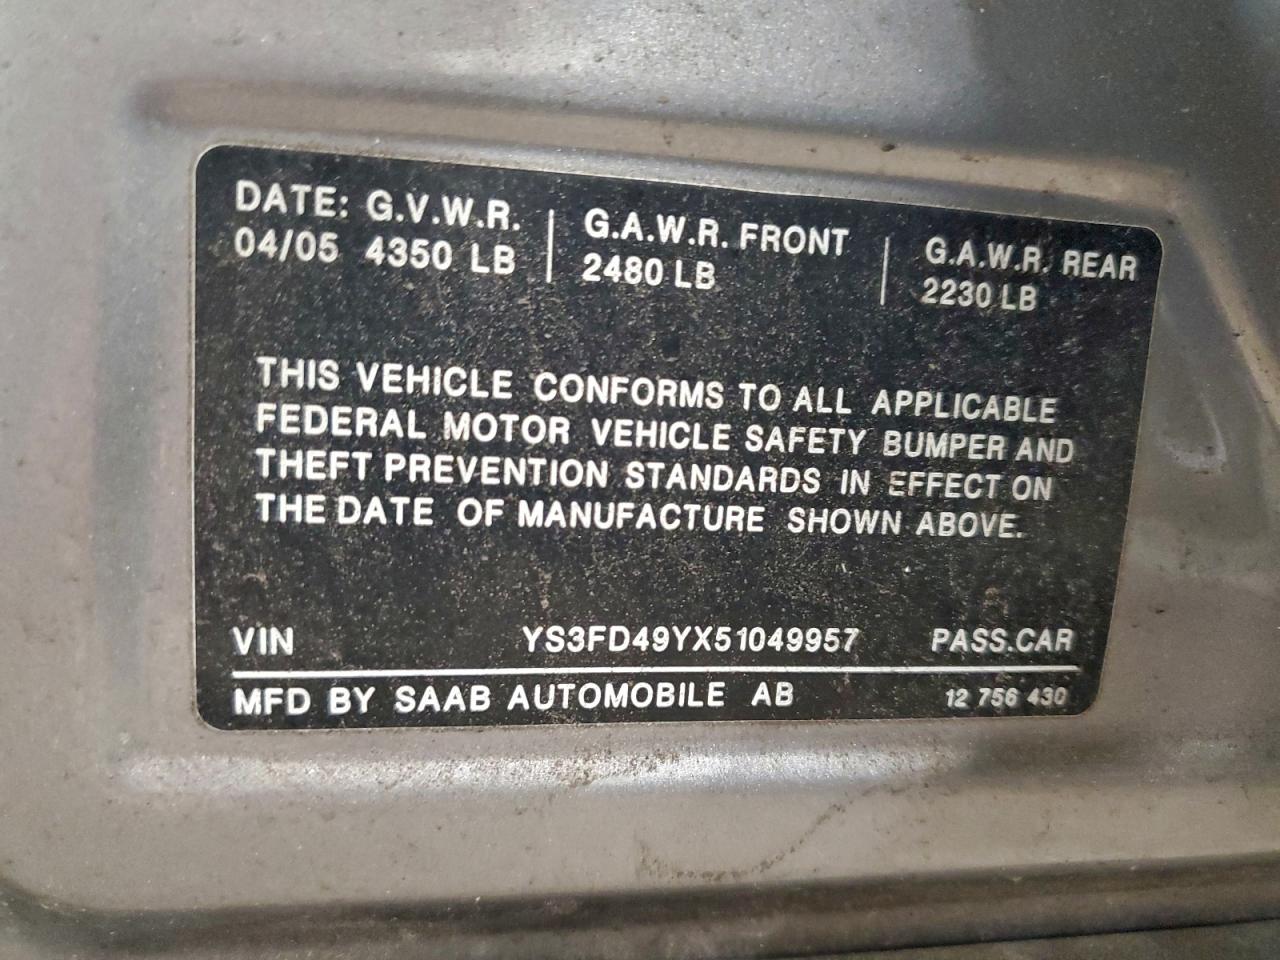 DATE: G.V.W.R. | G.A.W.R. FRONT | G.A.W.R. REAR
04/05 4350 LB | 2480 LB | 2230 LB
THIS VEHICLE CONFORMS TO ALL APPLICABLE
FEDERAL MOTOR VEHICLE SAFETY BUMPER AND
THEFT PREVENTION STANDARDS IN EFFECT ON
THE DATE OF MANUFACTURE SHOWN ABOVE.
VIN YS3FD49YX51049957 PASS.CAR
MFD BY SAAB AUTOMOBILE AB 12 756 430